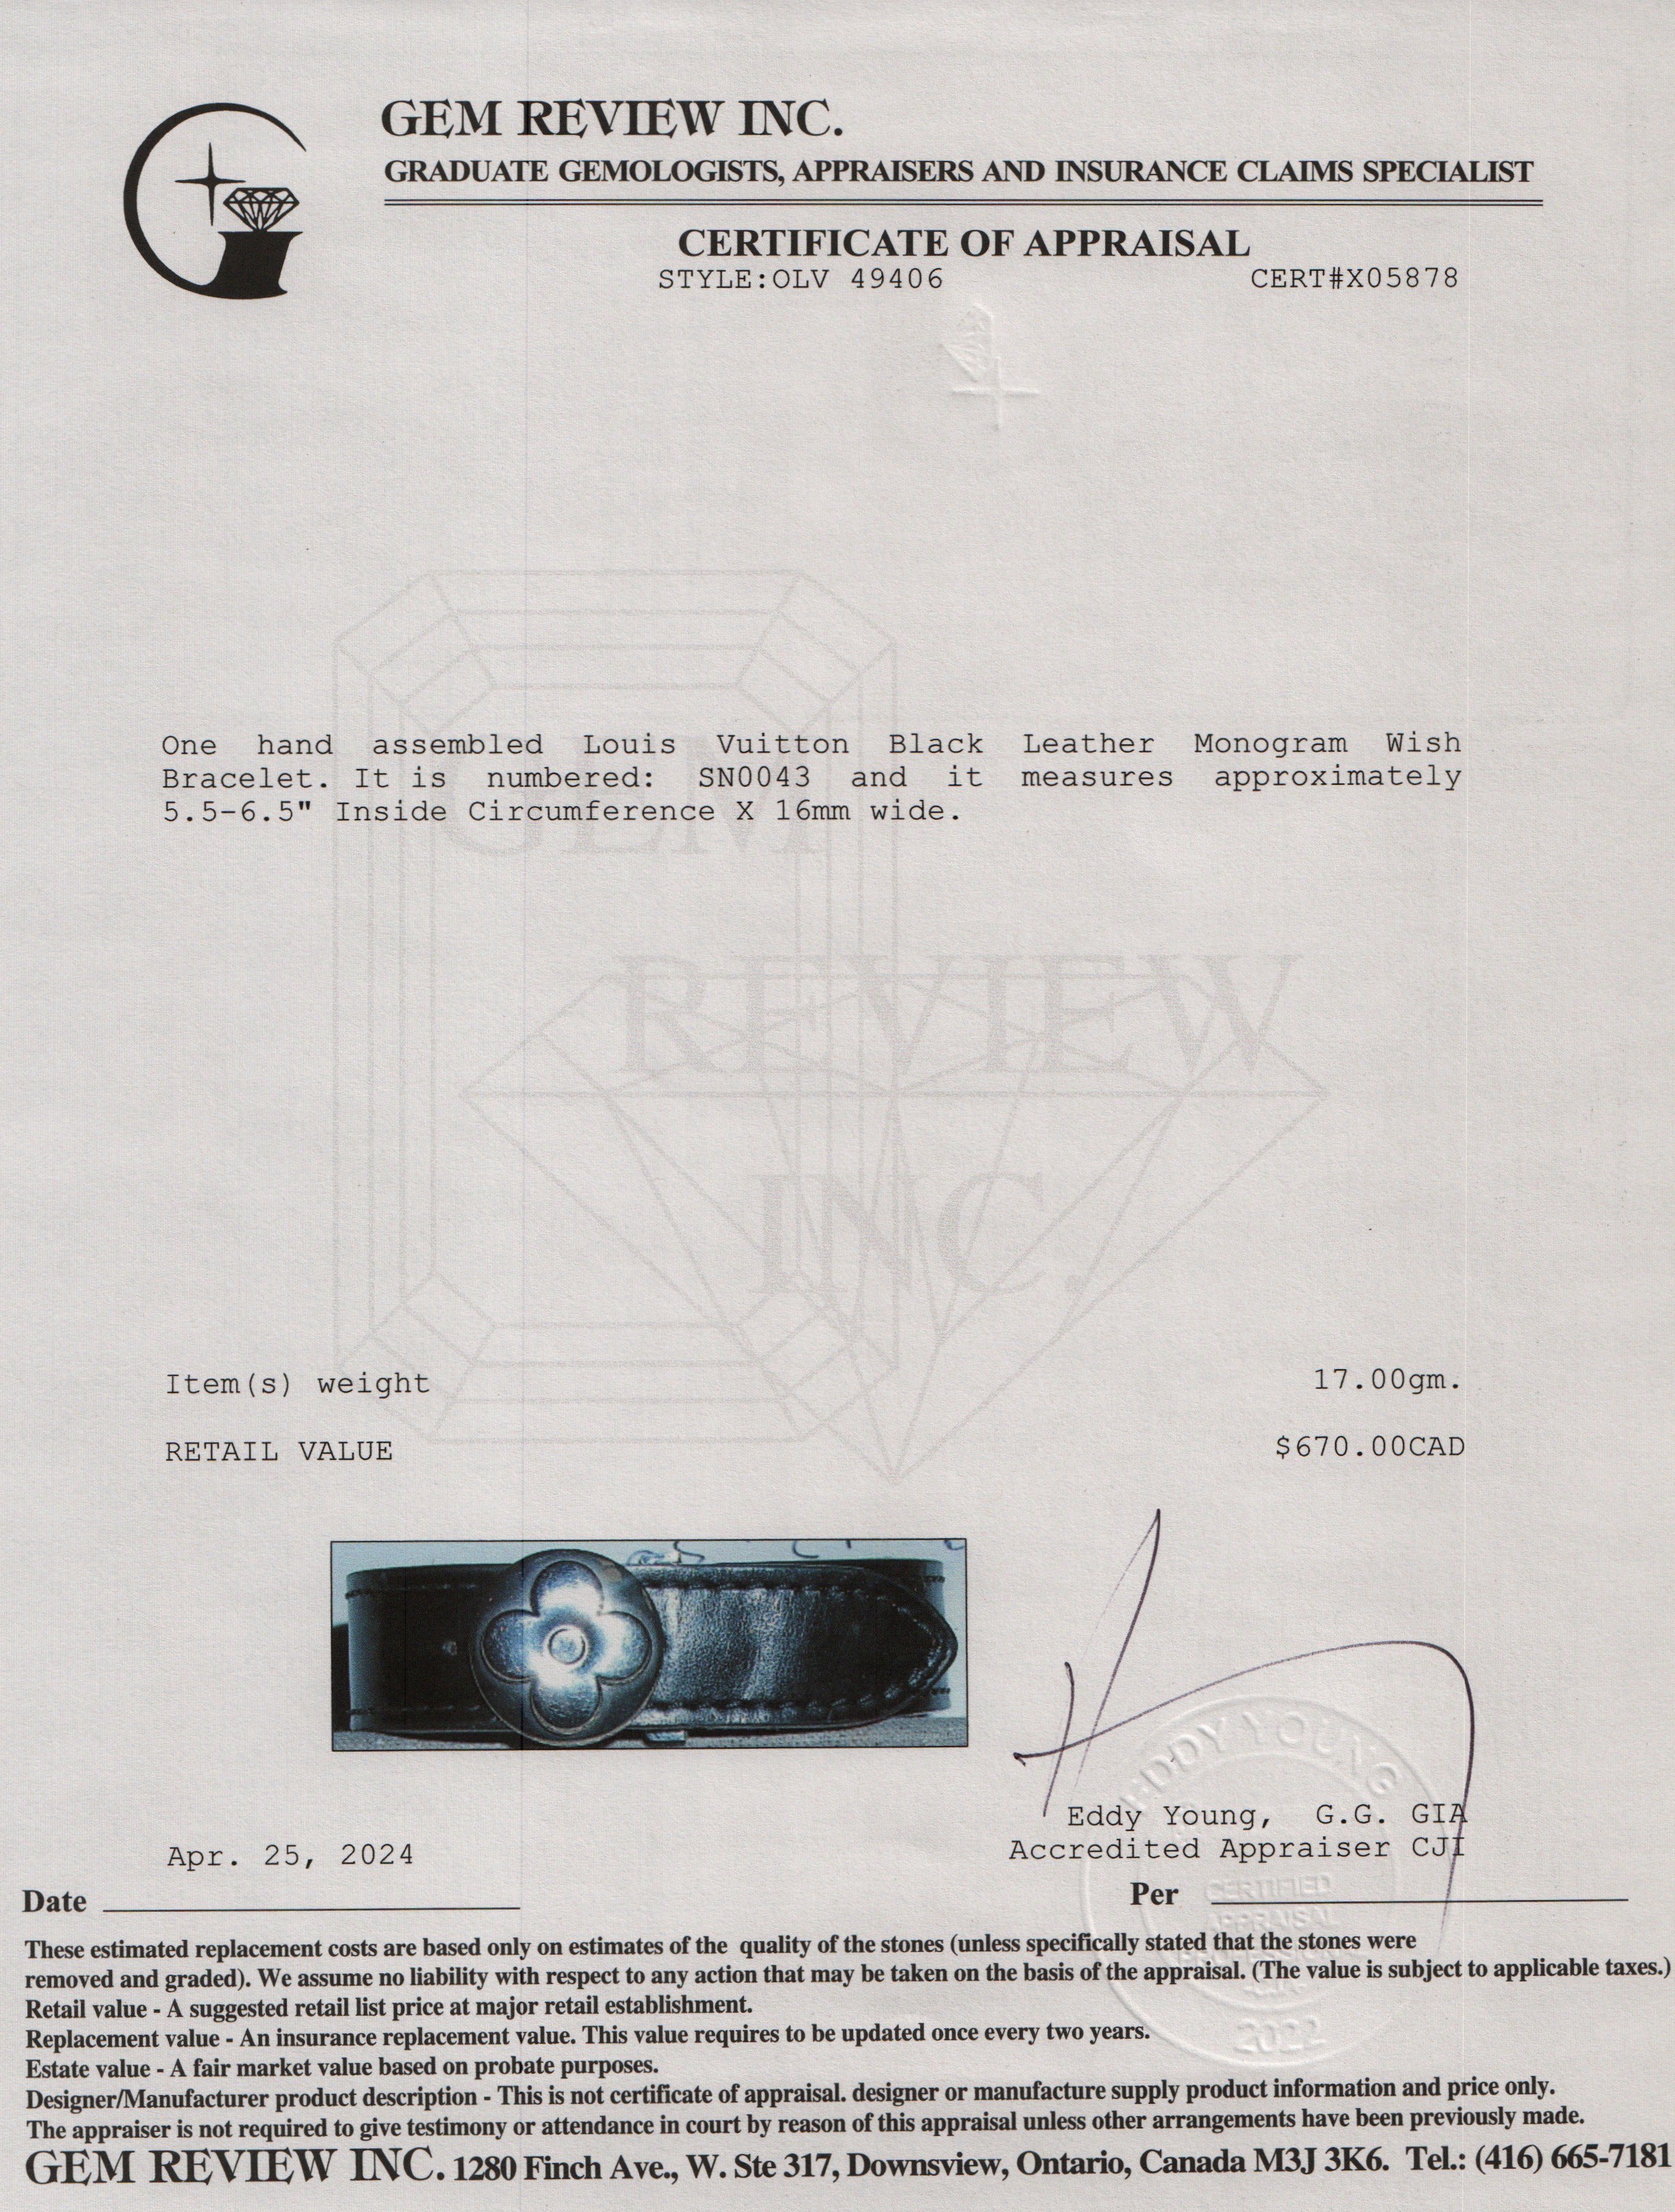 GEM REVIEW INC.
GRADUATE GEMOLOGISTS, APPRAISERS AND INSURANCE CLAIMS SPECIALIST
CERTIFICATE OF APPRAISAL
STYLE:OLV 49406 CERT#X05878
One hand assembled Louis Vuitton Black Leather Monogram Wish
Bracelet. It is numbered: SN0043 and it measures approximately
5.5-6.5" Inside Circumference X 16mm wide.
GEM
REVIEW
INC.
Item(s) weight 17.00gm.
RETAIL VALUE $670.00CAD
EDDY YOUNG
Eddy Young, G.G. GIA
Accredited Appraiser CJI
Apr. 25, 2024
Date Per
CERTIFIED
APPRAISAL
2022
These estimated replacement costs are based only on estimates of the quality of the stones (unless specifically stated that the stones were
removed and graded). We assume no liability with respect to any action that may be taken on the basis of the appraisal. (The value is subject to applicable taxes.)
Retail value - A suggested retail list price at major retail establishment.
Replacement value - An insurance replacement value. This value requires to be updated once every two years.
Estate value - A fair market value based on probate purposes.
Designer/Manufacturer product description - This is not certificate of appraisal. designer or manufacture supply product information and price only.
The appraiser is not required to give testimony or attendance in court by reason of this appraisal unless other arrangements have been previously made.
GEM REVIEW INC. 1280 Finch Ave., W. Ste 317, Downsview, Ontario, Canada M3J 3K6. Tel.: (416) 665-7181